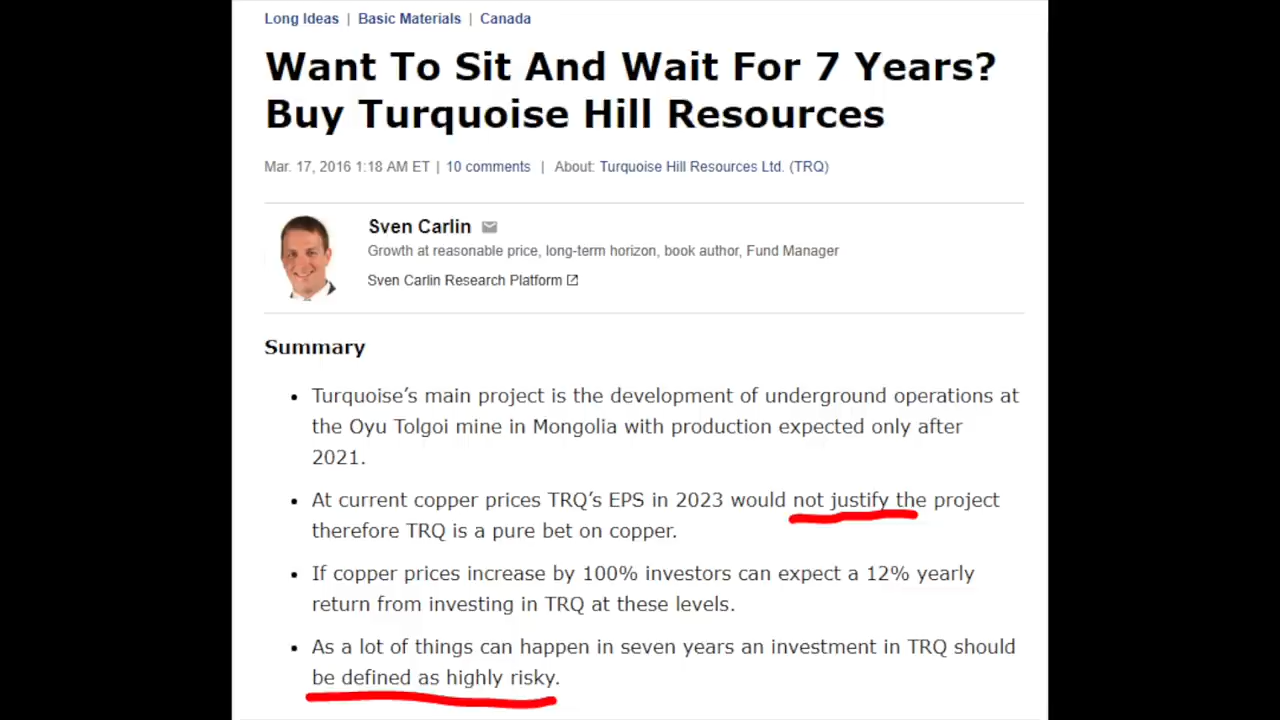 Long Ideas | Basic Materials | Canada
Want To Sit And Wait For 7 Years?
Buy Turquoise Hill Resources
Mar. 17, 2016 1:18 AM ET | 10 comments | About: Turquoise Hill Resources Ltd. (TRQ)
Sven Carlin
Growth at reasonable price, long-term horizon, book author, Fund Manager
Sven Carlin Research Platform
Summary
• Turquoise’s main project is the development of underground operations at
the Oyu Tolgoi mine in Mongolia with production expected only after
2021.
• At current copper prices TRQ’s EPS in 2023 would not justify the project
therefore TRQ is a pure bet on copper.
• If copper prices increase by 100% investors can expect a 12% yearly
return from investing in TRQ at these levels.
• As a lot of things can happen in seven years an investment in TRQ should
be defined as highly risky.